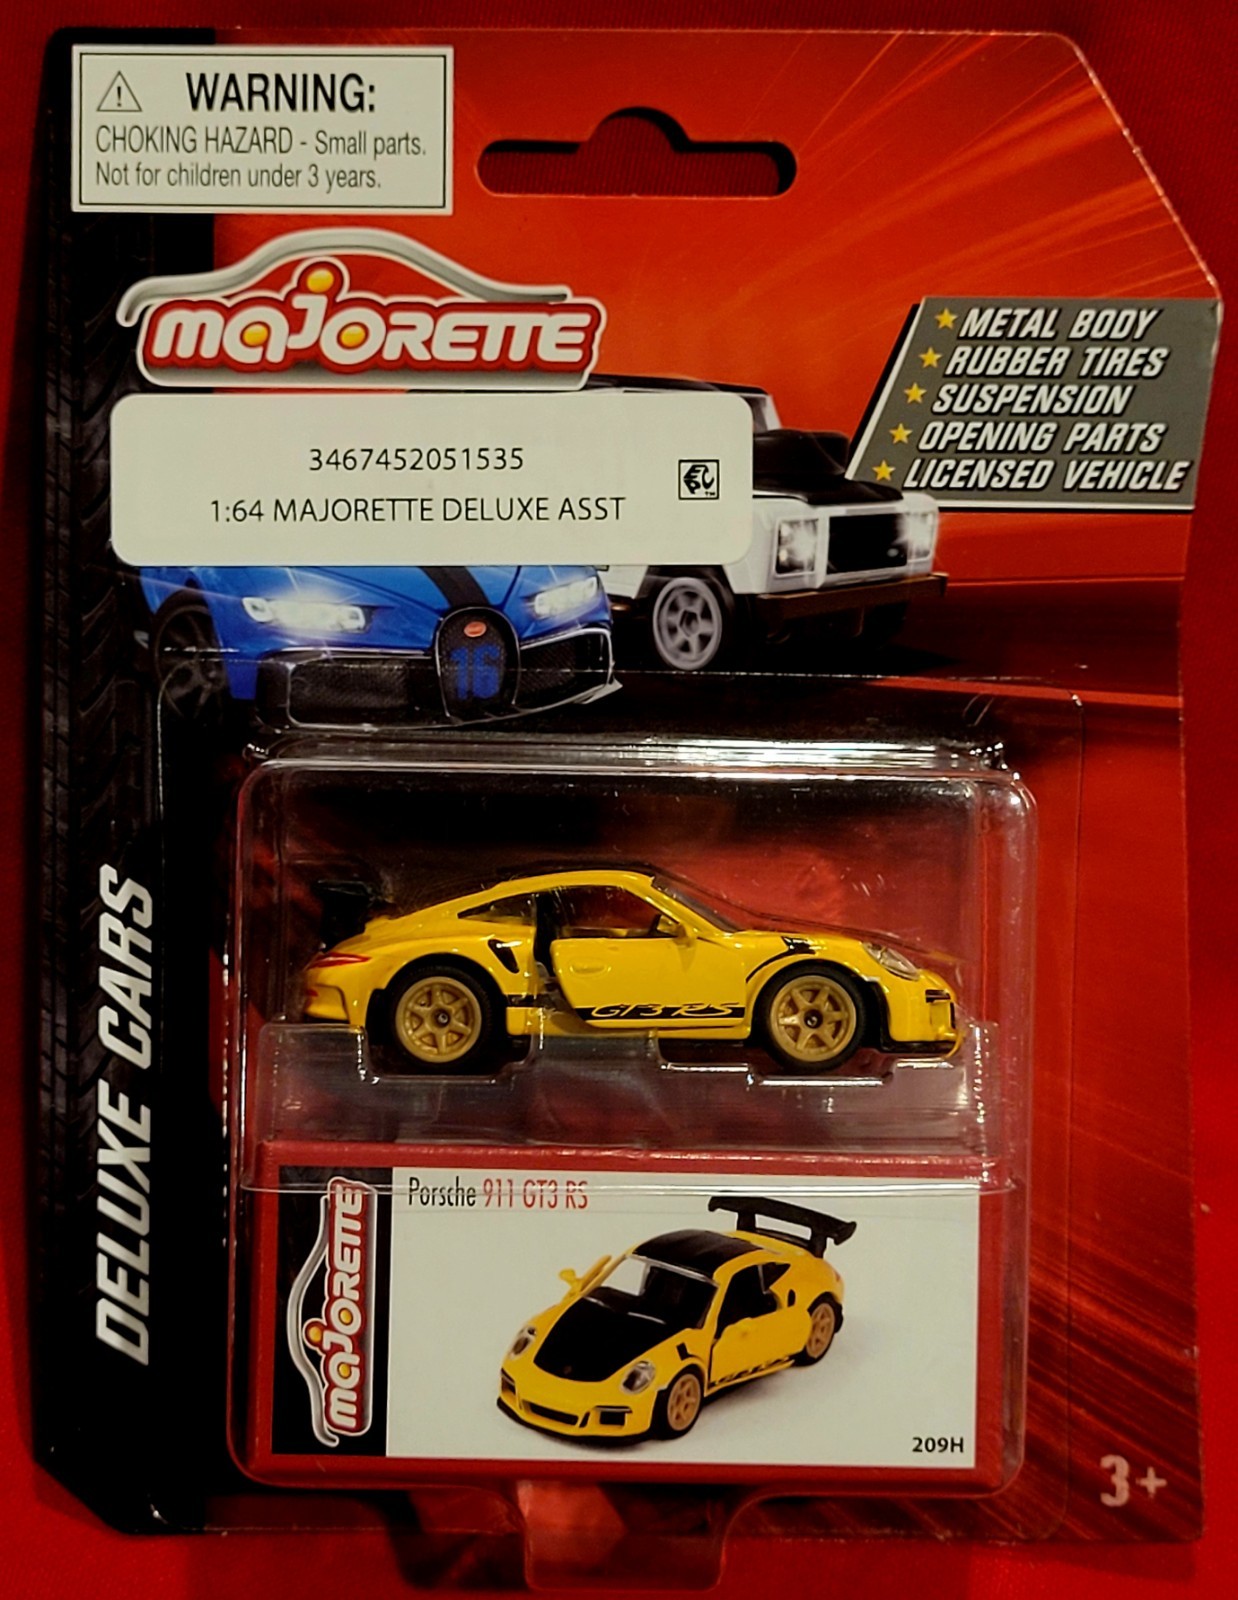 WARNING:
CHOKING HAZARD - Small parts.
Not for children under 3 years.
majorette
METAL BODY
RUBBER TIRES
SUSPENSION
OPENING PARTS
LICENSED VEHICLE
3467452051535
1:64 MAJORETTE DELUXE ASST
16
DELUXE CARS
GT3 RS
majorette
Porsche 911 GT3 RS
209H
3+